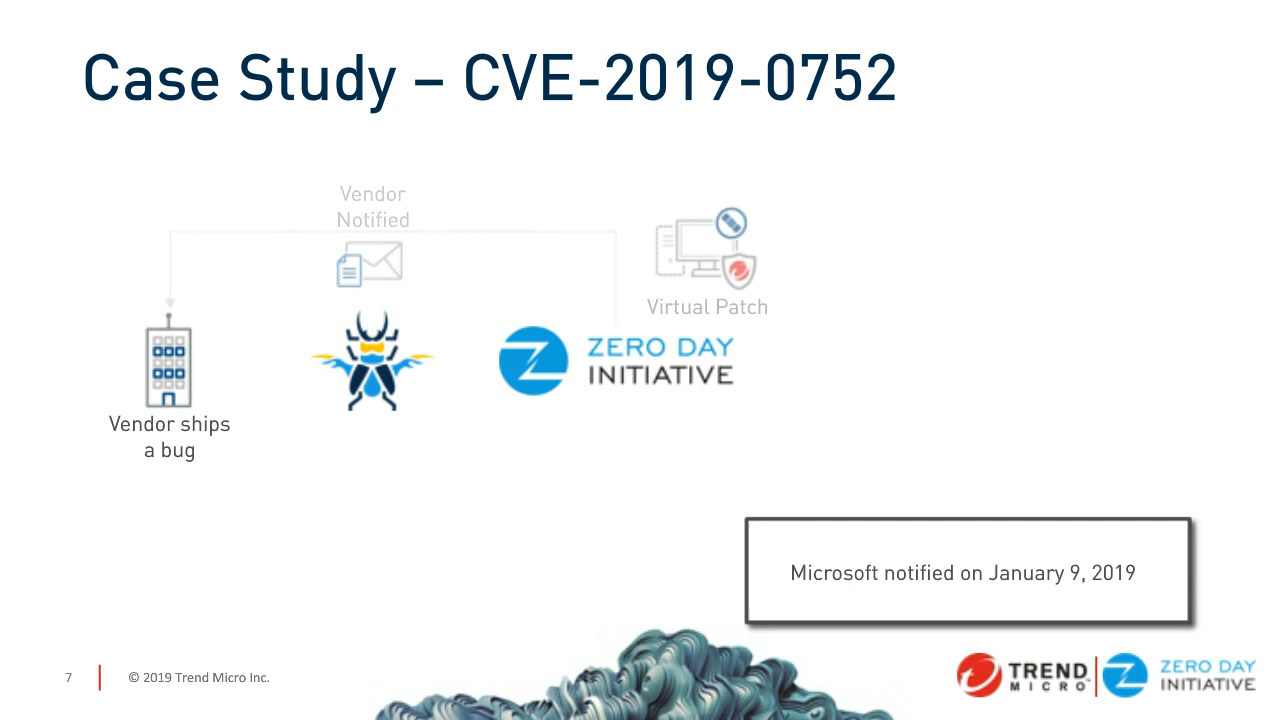 Case Study – CVE-2019-0752
Vendor
Notified
Virtual Patch
ZERO DAY
INITIATIVE
Vendor ships
a bug
Microsoft notified on January 9, 2019
7
© 2019 Trend Micro Inc.
TREND
MICRO™
ZERO DAY
INITIATIVE